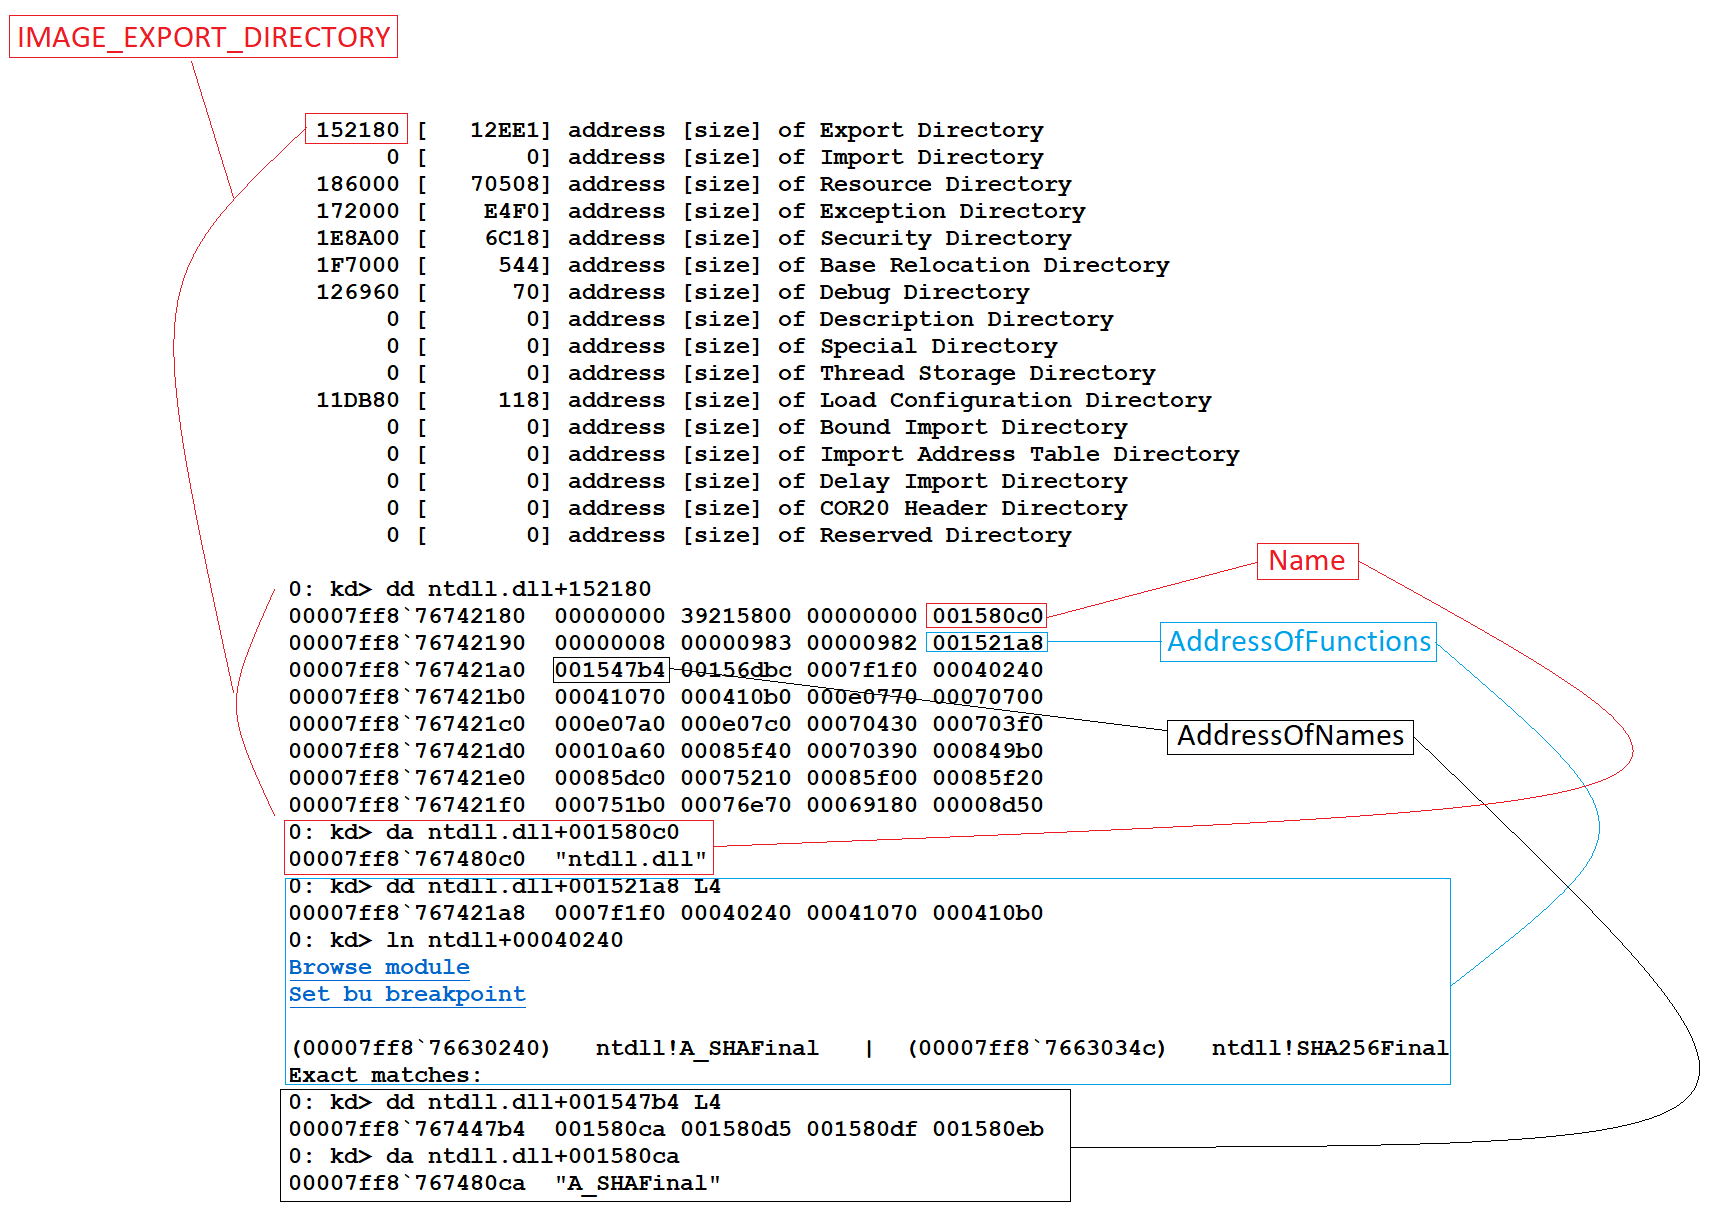 IMAGE_EXPORT_DIRECTORY
152180 [   12EE1] address [size] of Export Directory
0 [       0] address [size] of Import Directory
186000 [   70508] address [size] of Resource Directory
172000 [    E4F0] address [size] of Exception Directory
1E8A00 [    6C18] address [size] of Security Directory
1F7000 [     544] address [size] of Base Relocation Directory
126960 [      70] address [size] of Debug Directory
0 [       0] address [size] of Description Directory
0 [       0] address [size] of Special Directory
0 [       0] address [size] of Thread Storage Directory
11DB80 [     118] address [size] of Load Configuration Directory
0 [       0] address [size] of Bound Import Directory
0 [       0] address [size] of Import Address Table Directory
0 [       0] address [size] of Delay Import Directory
0 [       0] address [size] of COR20 Header Directory
0 [       0] address [size] of Reserved Directory
Name
0: kd> dd ntdll.dll+152180
00007ff8`76742180  00000000 39215800 00000000 001580c0
00007ff8`76742190  00000008 00000983 00000982 001521a8
AddressOfFunctions
00007ff8`767421a0  001547b4 00156dbc 0007f1f0 00040240
00007ff8`767421b0  00041070 000410b0 000e0770 00070700
00007ff8`767421c0  000e07a0 000e07c0 00070430 000703f0
AddressOfNames
00007ff8`767421d0  00010a60 00085f40 00070390 000849b0
00007ff8`767421e0  00085dc0 00075210 00085f00 00085f20
00007ff8`767421f0  000751b0 00076e70 00069180 00008d50
0: kd> da ntdll.dll+001580c0
00007ff8`767480c0  "ntdll.dll"
0: kd> dd ntdll.dll+001521a8 L4
00007ff8`767421a8  0007f1f0 00040240 00041070 000410b0
0: kd> ln ntdll+00040240
Browse module
Set bu breakpoint
(00007ff8`76630240)   ntdll!A_SHAFinal   |  (00007ff8`7663034c)   ntdll!SHA256Final
Exact matches:
0: kd> dd ntdll.dll+001547b4 L4
00007ff8`767447b4  001580ca 001580d5 001580df 001580eb
0: kd> da ntdll.dll+001580ca
00007ff8`767480ca  "A_SHAFinal"